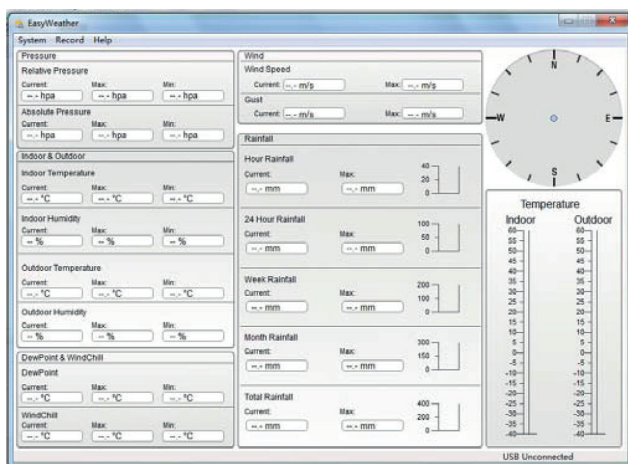 EasyWeather
System Record Help
Pressure
Relative Pressure
Current: Max: Min:
--.- hpa --.- hpa --.- hpa
Absolute Pressure
Current: Max: Min:
--.- hpa --.- hpa --.- hpa
Indoor & Outdoor
Indoor Temperature
Current: Max: Min:
--.- °C --.- °C --.- °C
Indoor Humidity
Current: Max: Min:
-- % -- % -- %
Outdoor Temperature
Current: Max: Min:
--.- °C --.- °C --.- °C
Outdoor Humidity
Current: Max: Min:
-- % -- % -- %
DewPoint & WindChill
DewPoint
Current: Max: Min:
--.- °C --.- °C --.- °C
WindChill
Current: Max: Min:
--.- °C --.- °C --.- °C
Wind
Wind Speed
Current: --.- m/s Max: --.- m/s
Gust
Current: --.- m/s Max: --.- m/s
Rainfall
Hour Rainfall
Current: Max:
--.- mm --.- mm
40
20
0
24 Hour Rainfall
Current: Max:
--.- mm --.- mm
100
50
0
Week Rainfall
Current: Max:
--.- mm --.- mm
200
100
0
Month Rainfall
Current: Max:
--.- mm --.- mm
300
150
0
Total Rainfall
Current: Max:
--.- mm --.- mm
400
200
0
N
W E
S
Temperature
Indoor Outdoor
60 60
55 55
50 50
45 45
40 40
35 35
30 30
25 25
20 20
15 15
10 10
5 5
0 0
-5 -5
-10 -10
-15 -15
-20 -20
-25 -25
-30 -30
-35 -35
-40 -40
USB Unconnected